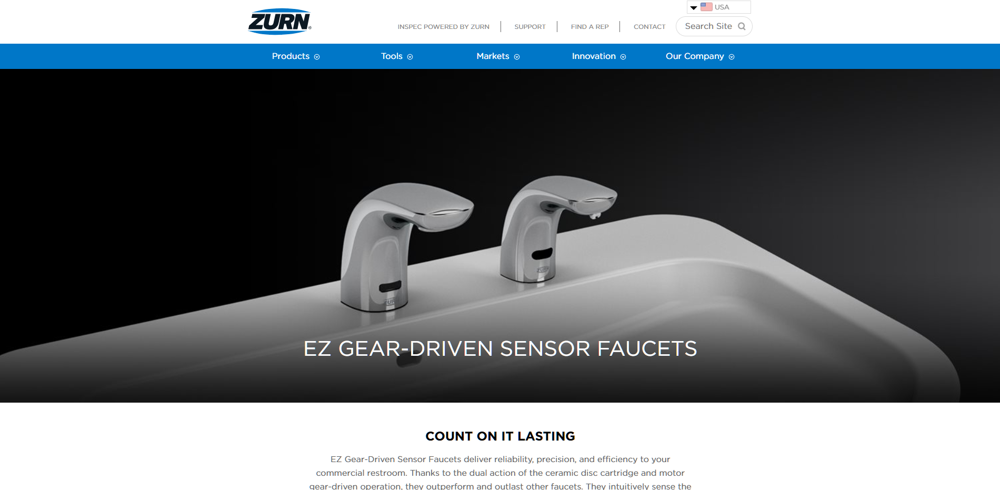 USA
ZURN
INSPEC POWERED BY ZURN
SUPPORT
FIND A REP
CONTACT
Search Site
Products
Tools
Markets
Innovation
Our Company
ZURN
ZURN
EZ GEAR-DRIVEN SENSOR FAUCETS
COUNT ON IT LASTING
EZ Gear-Driven Sensor Faucets deliver reliability, precision, and efficiency to your
commercial restroom. Thanks to the dual action of the ceramic disc cartridge and motor
gear-driven operation, they outperform and outlast other faucets. They intuitively sense the